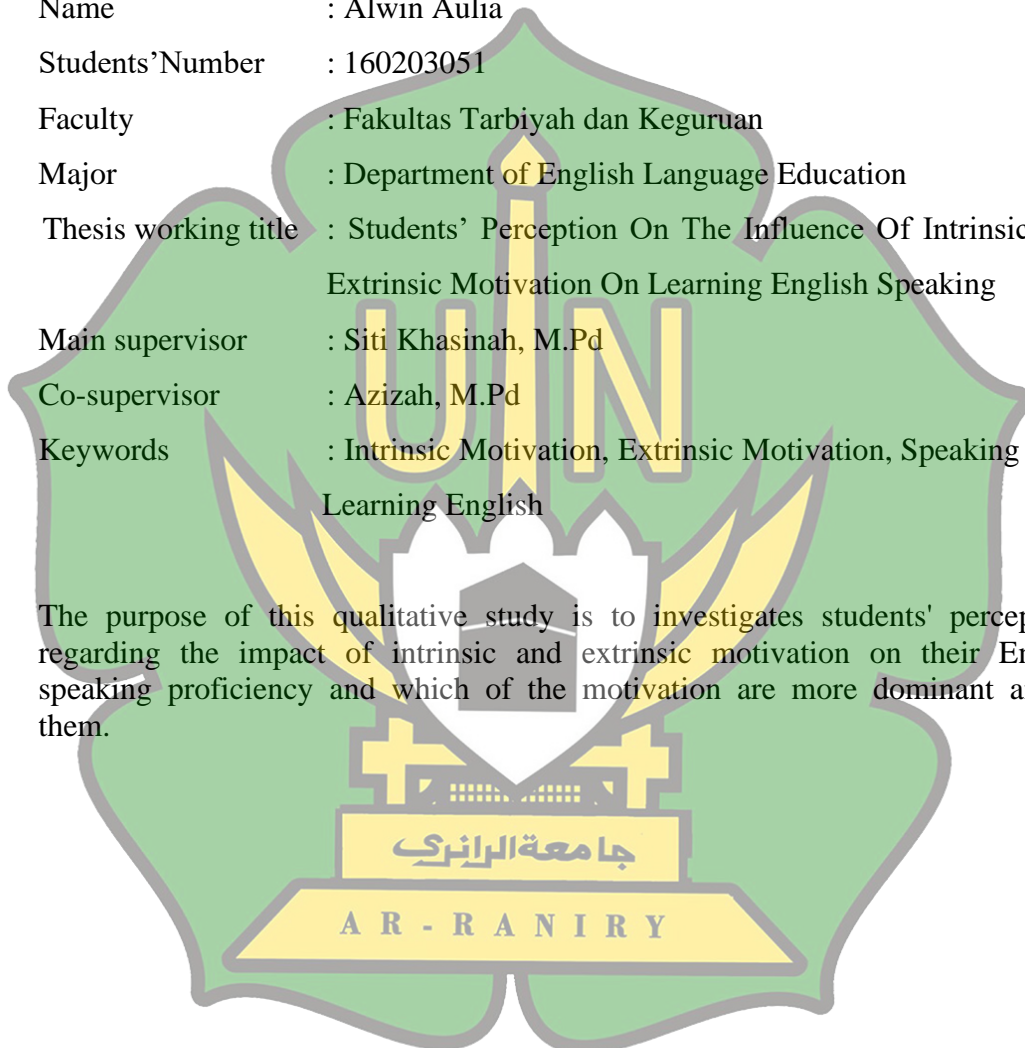 Name : Alwin Aulia
Students’Number : 160203051
Faculty : Fakultas Tarbiyah dan Keguruan
Major : Department of English Language Education
Thesis working title : Students’ Perception On The Influence Of Intrinsic
Extrinsic Motivation On Learning English Speaking
Main supervisor : Siti Khasinah, M.Pd
Co-supervisor : Azizah, M.Pd
Keywords : Intrinsic Motivation, Extrinsic Motivation, Speaking
Learning English
UIN
The purpose of this qualitative study is to investigates students' percep
regarding the impact of intrinsic and extrinsic motivation on their En
speaking proficiency and which of the motivation are more dominant a
them.
جامعة الرانري
AR-RANIRY